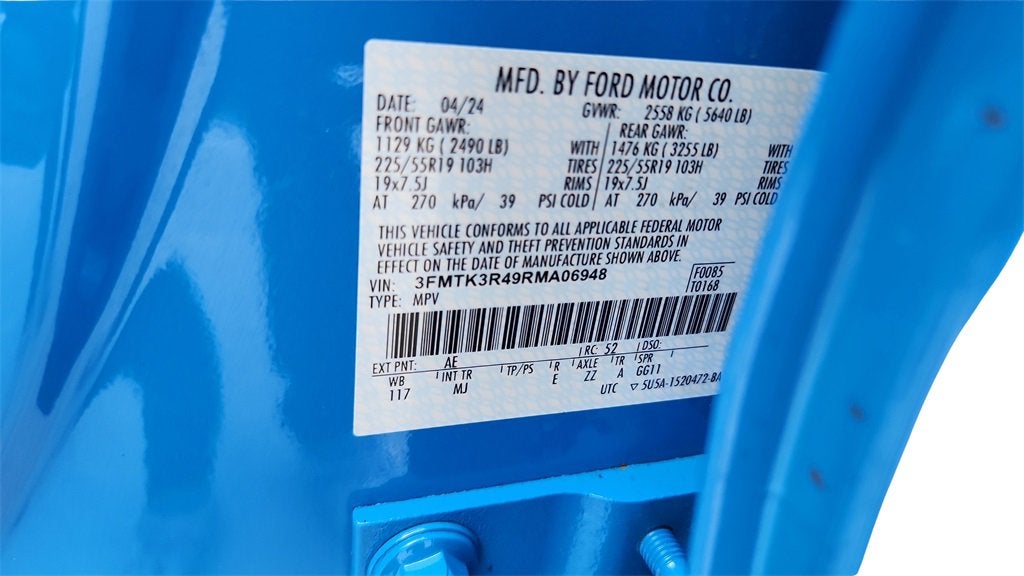 MFD. BY FORD MOTOR CO.
DATE: 04/24 GVWR: 2558 KG ( 5640 LB)
FRONT GAWR: REAR GAWR:
1129 KG ( 2490 LB) WITH 1476 KG ( 3255 LB) WITH
225/55R19 103H TIRES 225/55R19 103H TIRES
19x7.5J RIMS 19x7.5J RIMS
AT 270 kPa/ 39 PSI COLD AT 270 kPa/ 39 PSI COLD
THIS VEHICLE CONFORMS TO ALL APPLICABLE FEDERAL MOTOR
VEHICLE SAFETY AND THEFT PREVENTION STANDARDS IN
EFFECT ON THE DATE OF MANUFACTURE SHOWN ABOVE.
VIN: 3FMTK3R49RMA06948 F0085
TYPE: MPV T0168
EXT PNT: AE RC: 52 DSO:
WB INT TR TP/PS R AXLE TR SPR
117 MJ E ZZ A GG11
UTC ▽ 5U5A-1520472-BA